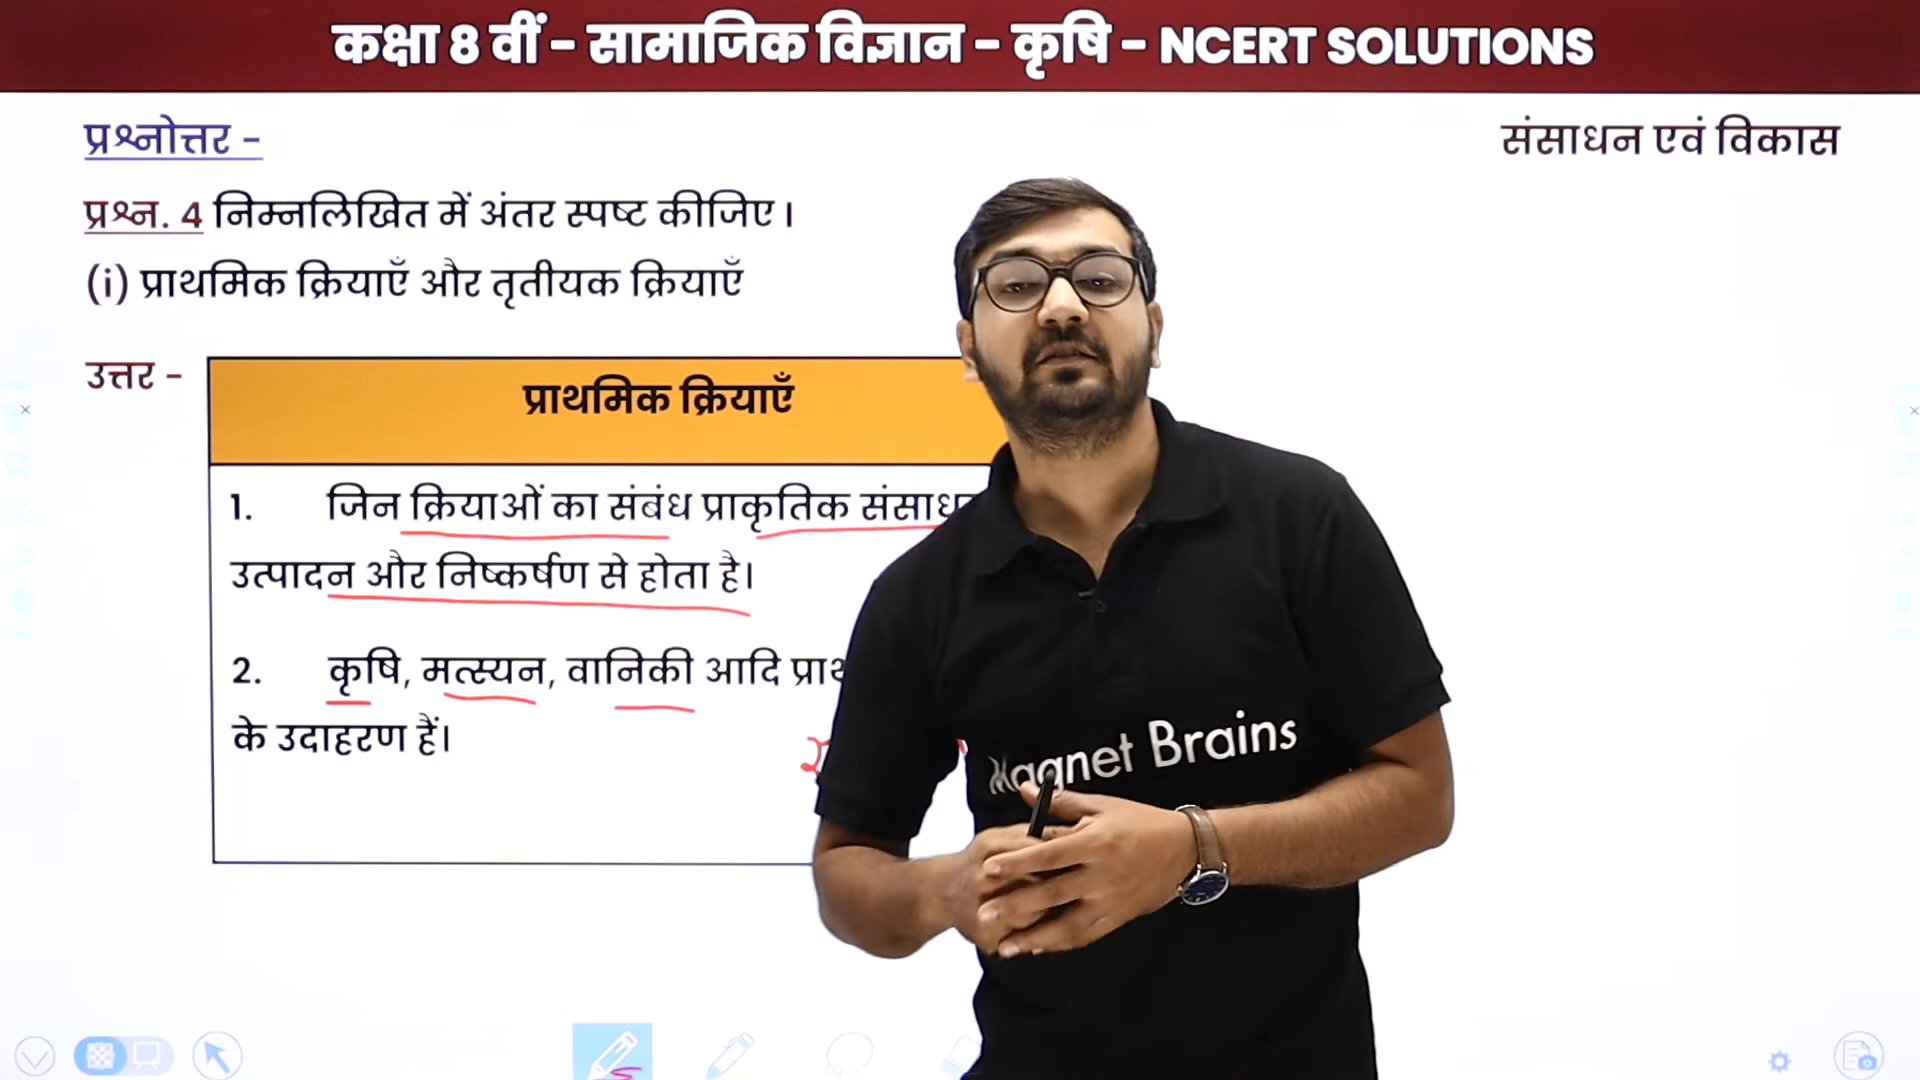 कक्षा 8 वीं - सामाजिक विज्ञान - कृषि - NCERT SOLUTIONS
प्रश्नोत्तर -
संसाधन एवं विकास
प्रश्न. 4 निम्नलिखित में अंतर स्पष्ट कीजिए।
(i) प्राथमिक क्रियाएँ और तृतीयक क्रियाएँ
उत्तर -
प्राथमिक क्रियाएँ
1. जिन क्रियाओं का संबंध प्राकृतिक
उत्पादन और निष्कर्षण से होता है।
2. कृषि, मत्स्यन, वानिकी आदि
के उदाहरण हैं।
Magnet Brains